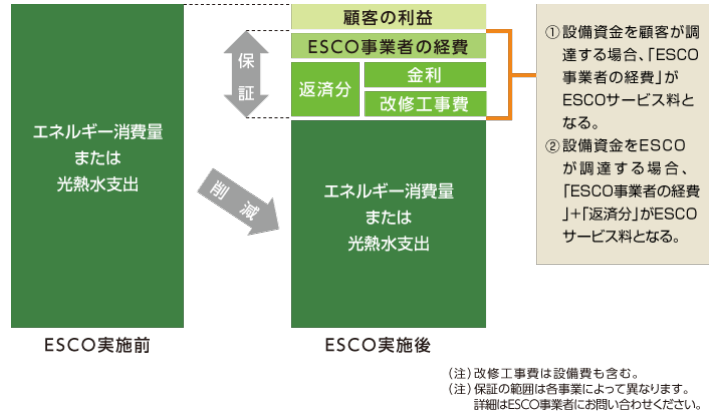 顧客の利益
ESCO事業者の経費
保
証
返済分
金利
改修工事費
エネルギー消費量
または
光熱水支出
削
減
エネルギー消費量
または
光熱水支出
ESCO実施前
ESCO実施後
①設備資金を顧客が調
達する場合、「ESCO
事業者の経費」が
ESCOサービス料と
なる。
②設備資金をESCO
が調達する場合、
「ESCO事業者の経費
」+「返済分」がESCO
サービス料となる。
(注)改修工事費は設備費も含む。
(注)保証の範囲は各事業によって異なります。
詳細はESCO事業者にお問い合わせください。